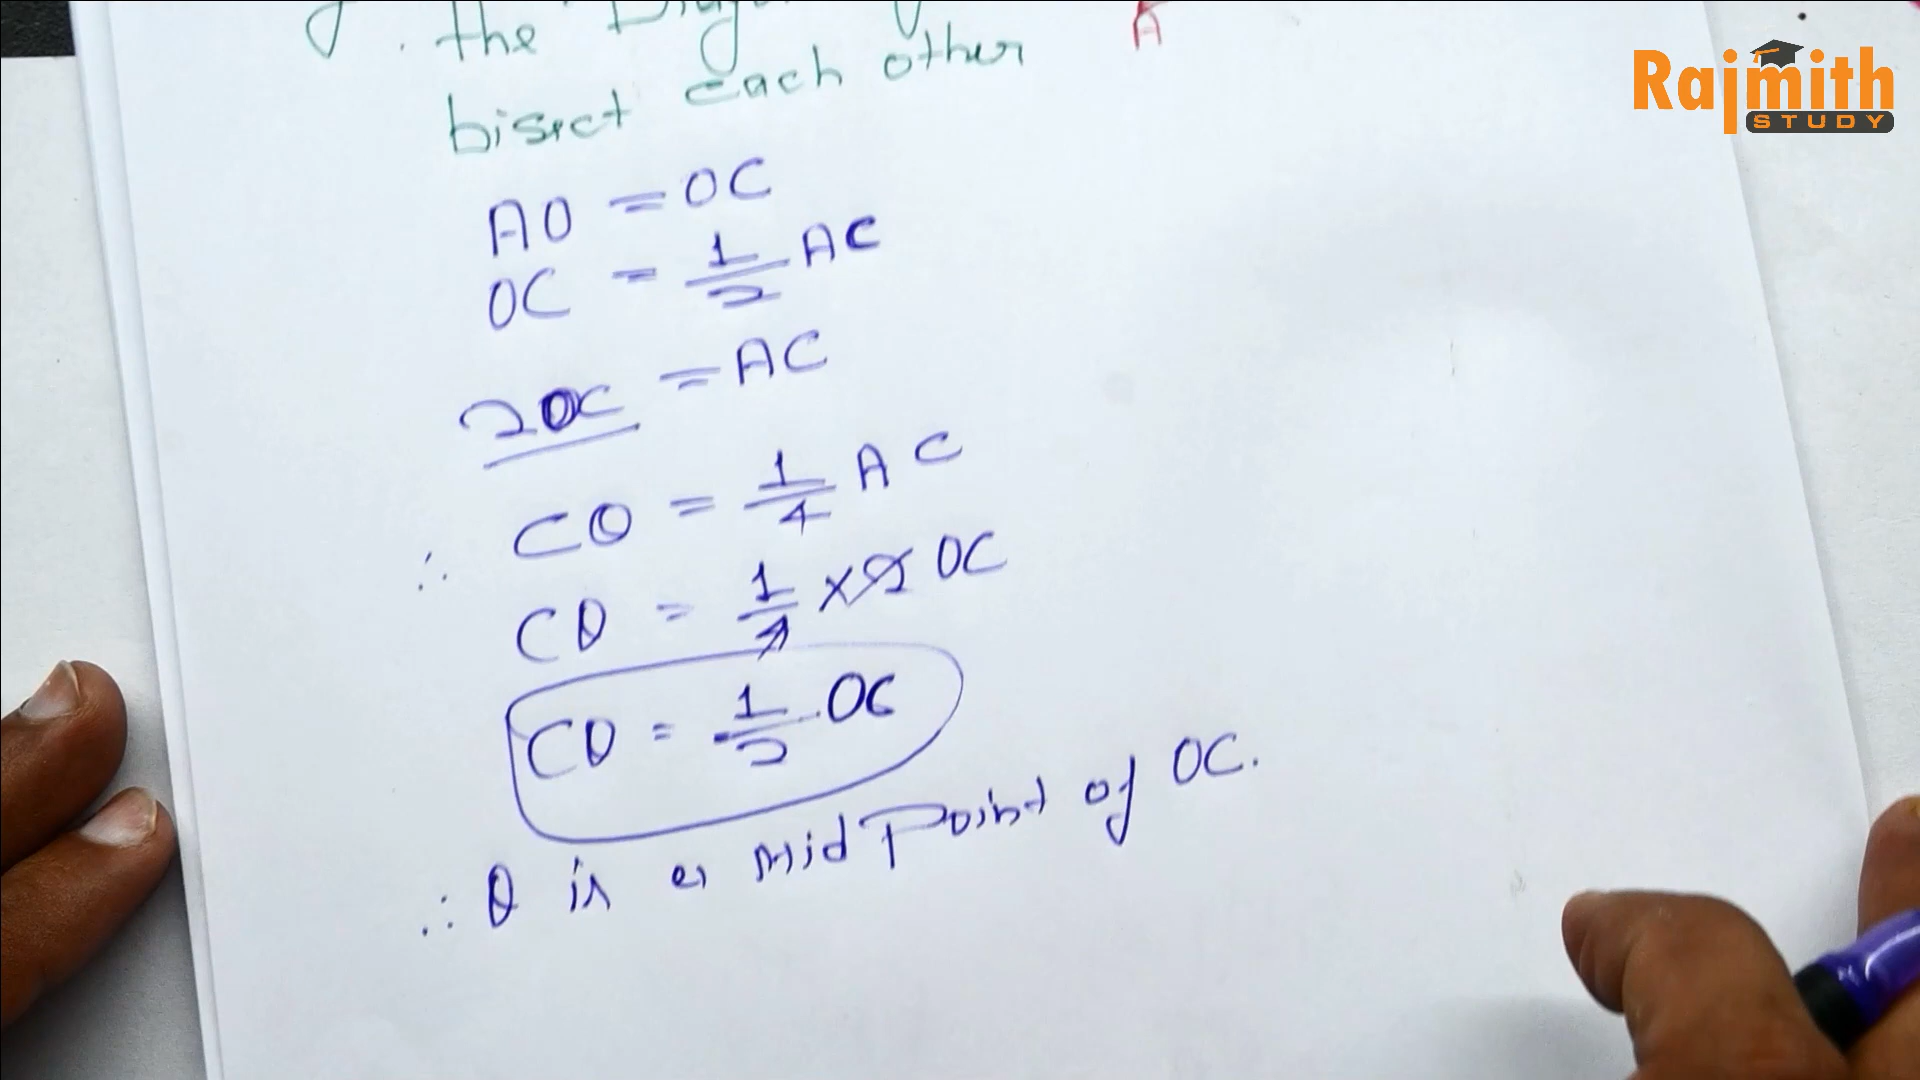 the
bisect each other
A
Rajmith
STUDY
AO = OC
OC = 1/2 AC
2OC = AC
∴ CQ = 1/4 AC
CQ = 1/4 × 2 OC
CQ = 1/2 OC
∴ Q is a mid Point of OC.